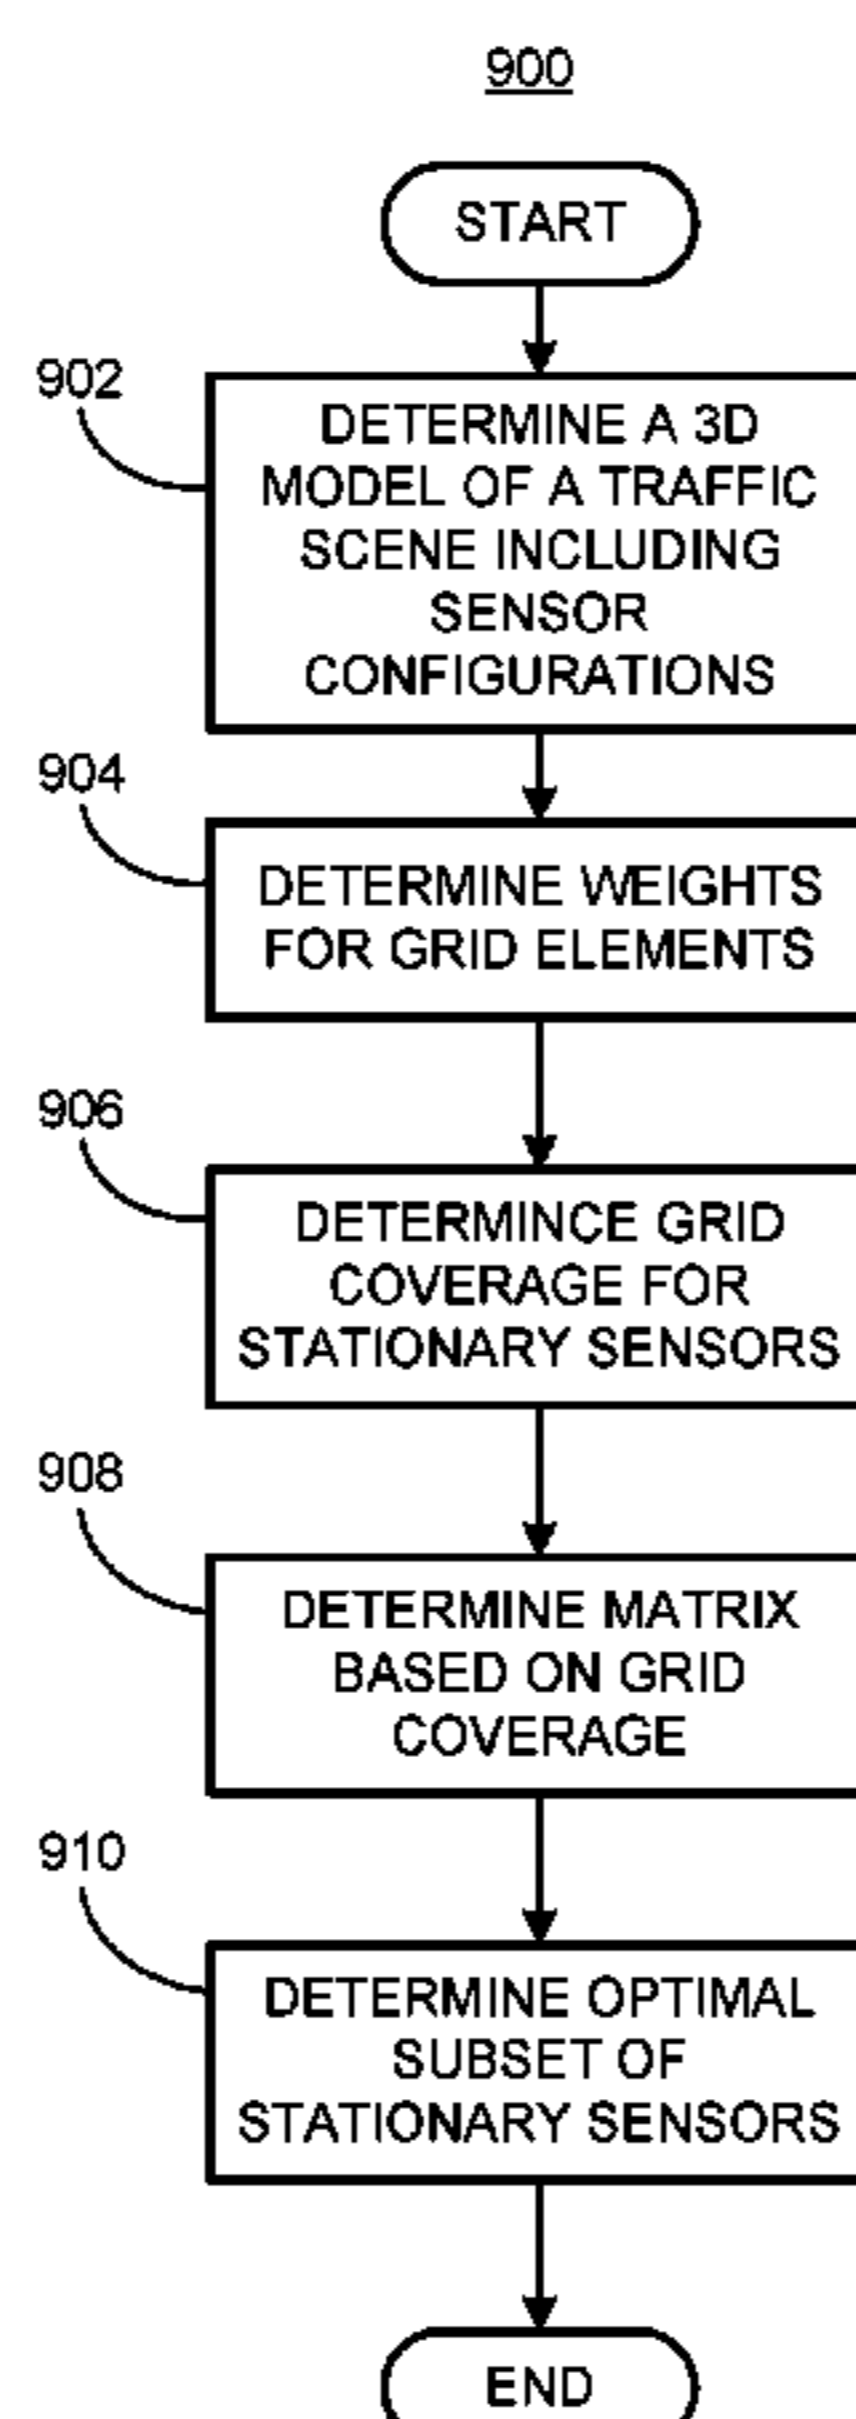 900
START
902
DETERMINE A 3D
MODEL OF A TRAFFIC
SCENE INCLUDING
SENSOR
CONFIGURATIONS
904
DETERMINE WEIGHTS
FOR GRID ELEMENTS
906
DETERMINCE GRID
COVERAGE FOR
STATIONARY SENSORS
908
DETERMINE MATRIX
BASED ON GRID
COVERAGE
910
DETERMINE OPTIMAL
SUBSET OF
STATIONARY SENSORS
END